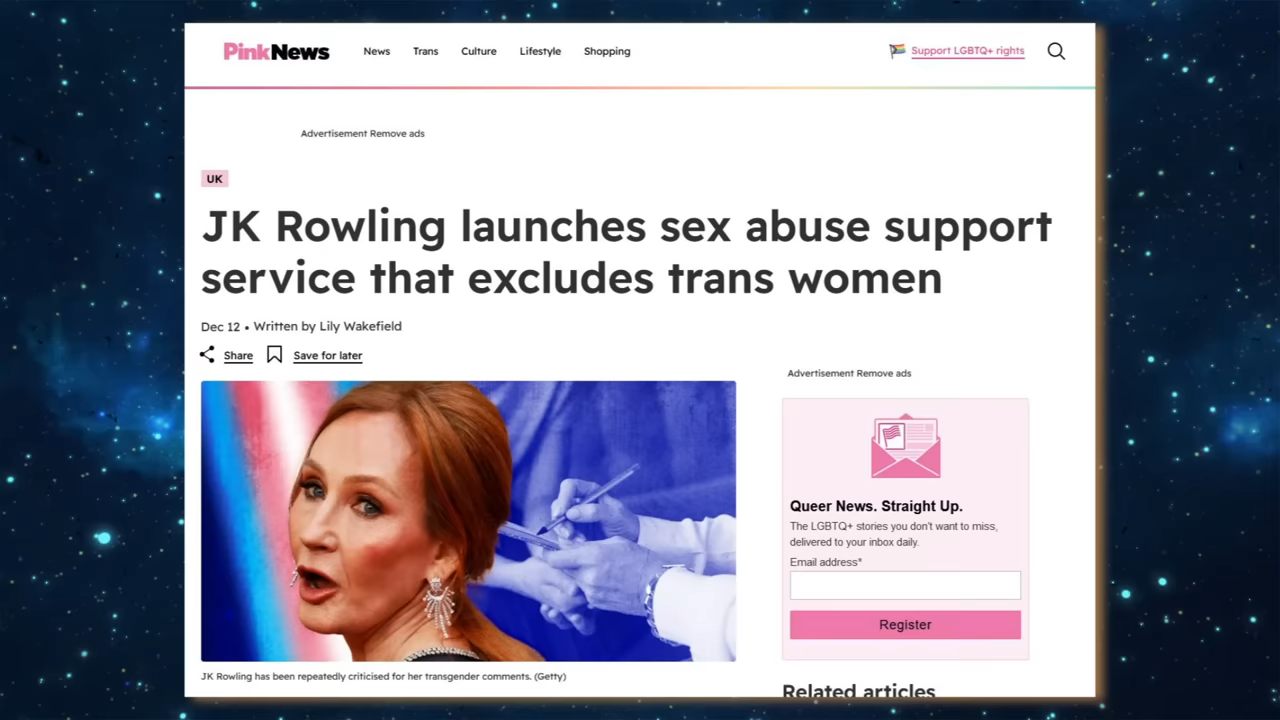 PinkNews News Trans Culture Lifestyle Shopping Support LGBTQ+ rights
Advertisement Remove ads
UK
JK Rowling launches sex abuse support
service that excludes trans women
Dec 12 • Written by Lily Wakefield
Share Save for later
Advertisement Remove ads
Queer News. Straight Up.
The LGBTQ+ stories you don't want to miss,
delivered to your inbox daily.
Email address*
Register
JK Rowling has been repeatedly criticised for her transgender comments. (Getty)
Related articles